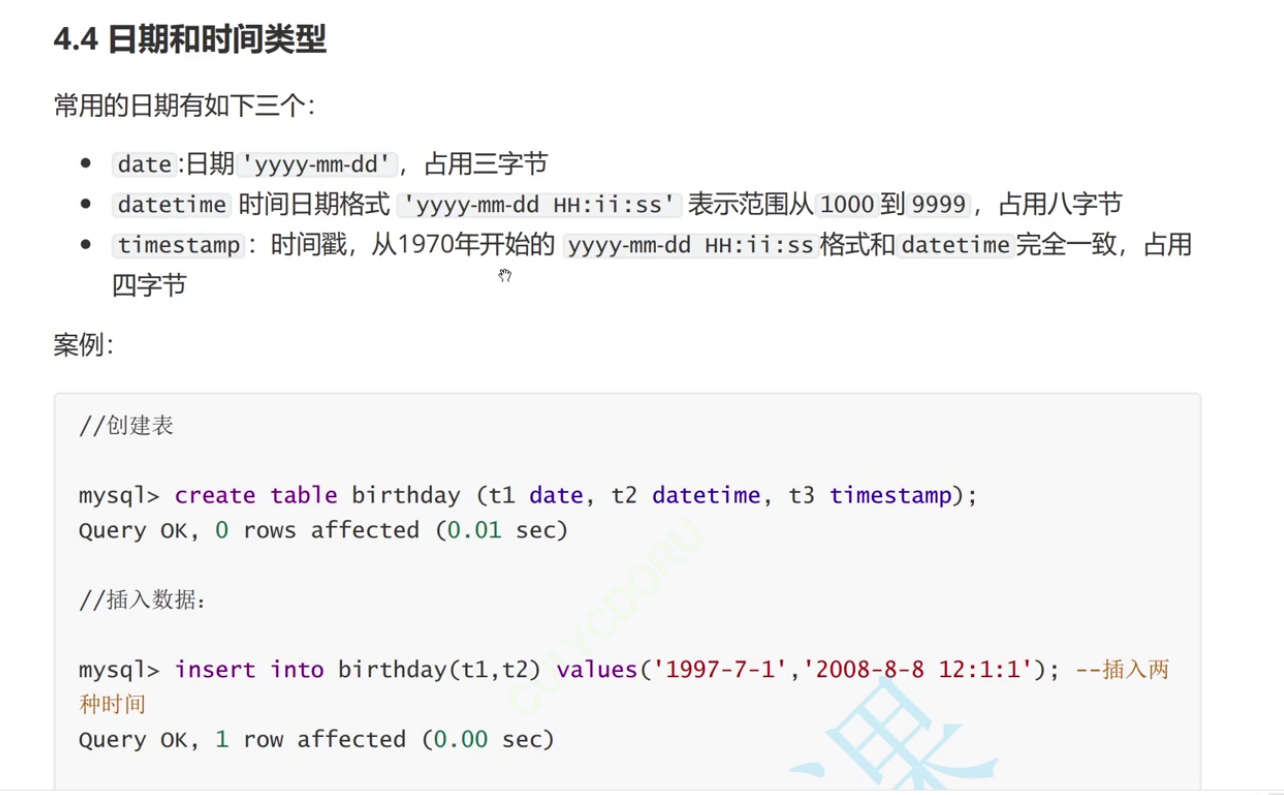 4.4 日期和时间类型
常用的日期有如下三个：
date:日期 'yyyy-mm-dd'，占用三字节
datetime 时间日期格式 'yyyy-mm-dd HH:ii:ss' 表示范围从 1000 到 9999 ，占用八字节
timestamp：时间戳，从1970年开始的 yyyy-mm-dd HH:ii:ss 格式和 datetime 完全一致，占用
四字节
案例：
//创建表
mysql> create table birthday (t1 date, t2 datetime, t3 timestamp);
Query OK, 0 rows affected (0.01 sec)
//插入数据：
mysql> insert into birthday(t1,t2) values('1997-7-1','2008-8-8 12:1:1'); --插入两
种时间
Query OK, 1 row affected (0.00 sec)
课